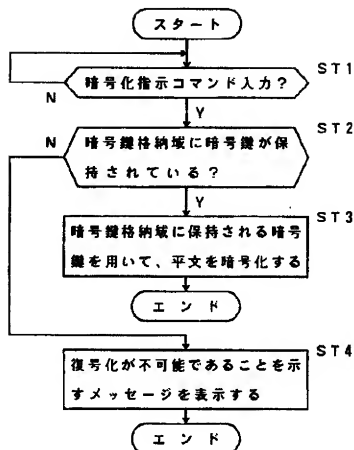 スタート
ST1
暗号化指示コマンド入力?
N
Y
ST2
N
暗号鍵格納域に暗号鍵が保
持されている?
Y
ST3
暗号鍵格納域に保持される暗号
鍵を用いて、平文を暗号化する
エンド
ST4
復号化が不可能であることを示
すメッセージを表示する
エンド